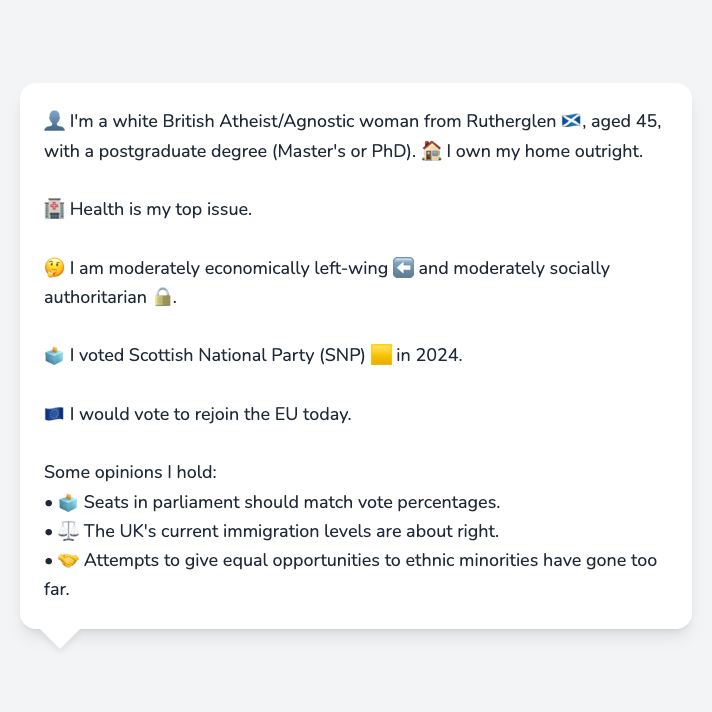 👤 I'm a white British Atheist/Agnostic woman from Rutherglen 🏴󠁧󠁢󠁳󠁣󠁴󠁿, aged 45,
with a postgraduate degree (Master's or PhD). 🏠 I own my home outright.
🏥 Health is my top issue.
🤔 I am moderately economically left-wing ⬅️ and moderately socially
authoritarian 🔒.
🗳️ I voted Scottish National Party (SNP) 🟨 in 2024.
🇪🇺 I would vote to rejoin the EU today.
Some opinions I hold:
• 🗳️ Seats in parliament should match vote percentages.
• ⚖️ The UK's current immigration levels are about right.
• 🤝 Attempts to give equal opportunities to ethnic minorities have gone too
far.